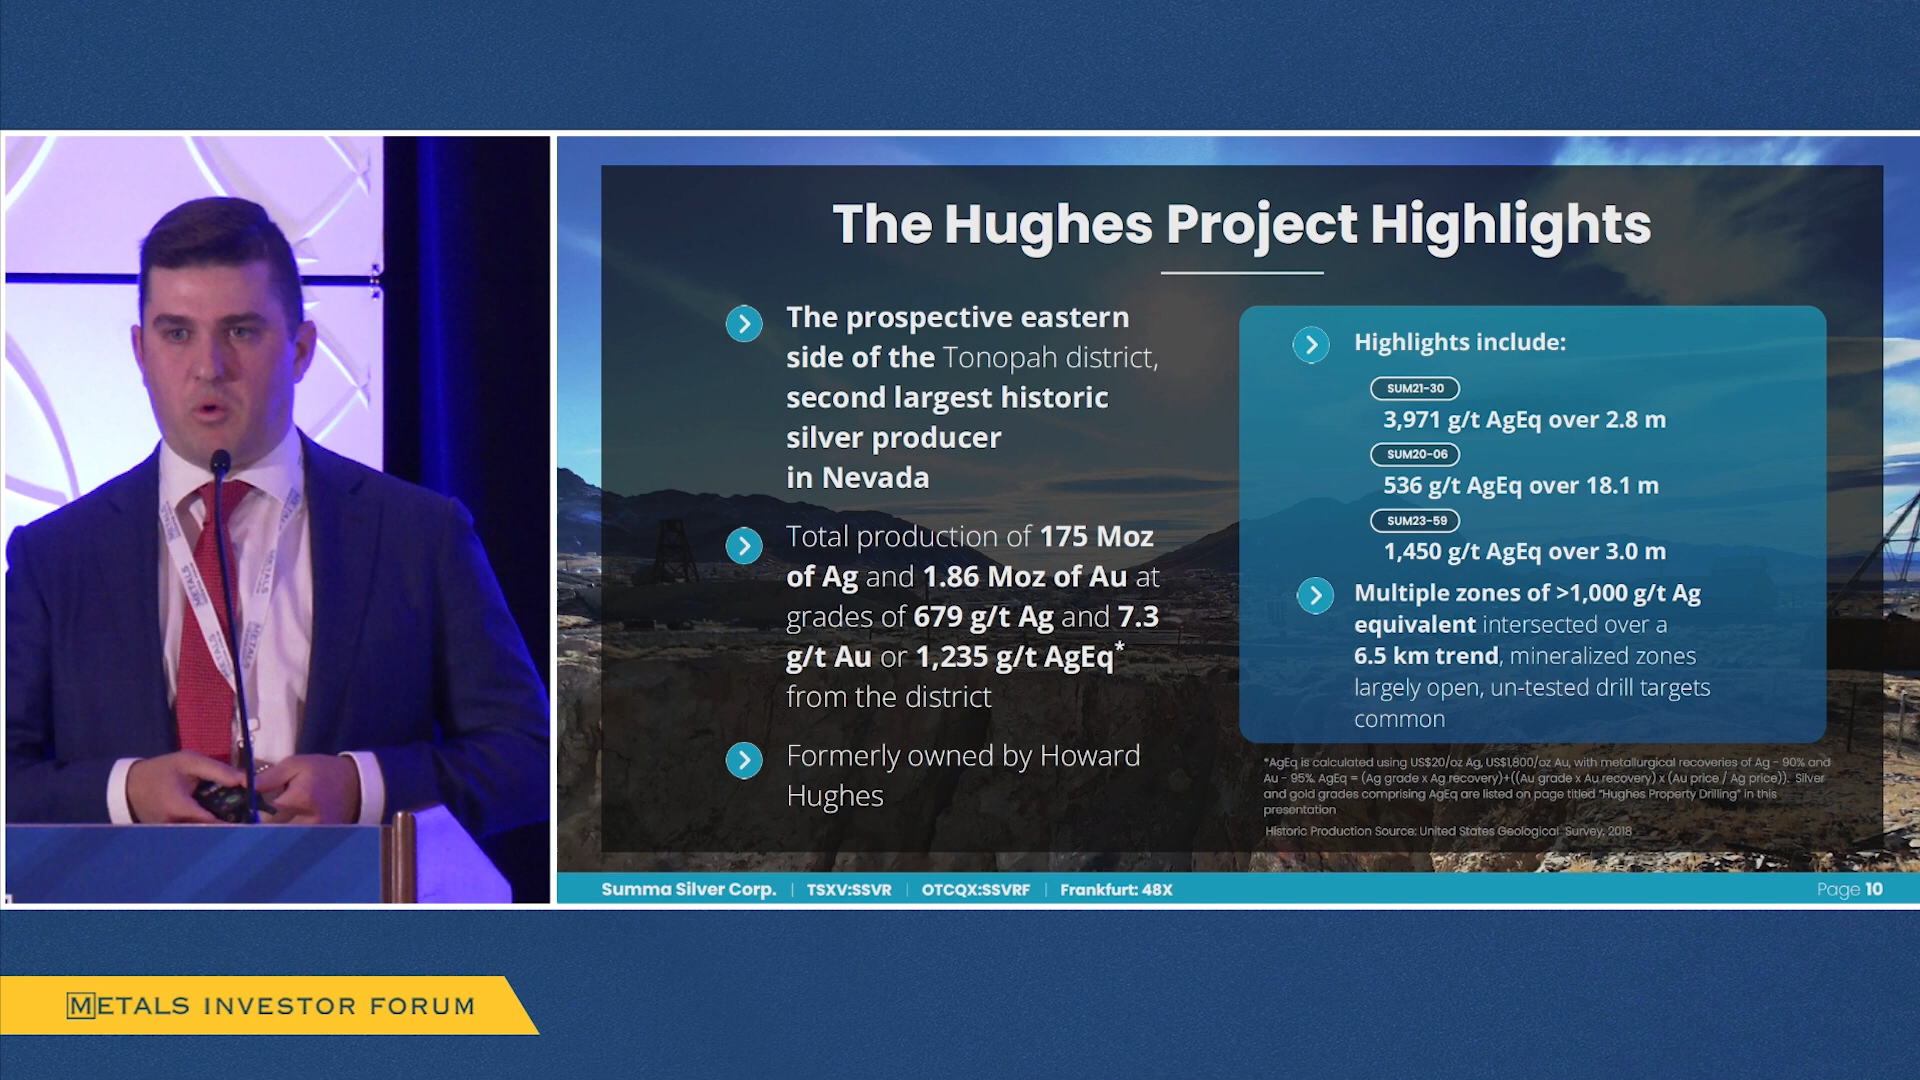 The Hughes Project Highlights
The prospective eastern
side of the Tonopah district,
second largest historic
silver producer
in Nevada
Total production of 175 Moz
of Ag and 1.86 Moz of Au at
grades of 679 g/t Ag and 7.3
g/t Au or 1,235 g/t AgEq*
from the district
Formerly owned by Howard
Hughes
Highlights include:
SUM21-30
3,971 g/t AgEq over 2.8 m
SUM20-06
536 g/t AgEq over 18.1 m
SUM23-59
1,450 g/t AgEq over 3.0 m
Multiple zones of >1,000 g/t Ag
equivalent intersected over a
6.5 km trend, mineralized zones
largely open, un-tested drill targets
common
*AgEq is calculated using US$20/oz Ag, US$1,800/oz Au, with metallurgical recoveries of Ag - 90% and
Au - 95%. AgEq = (Ag grade x Ag recovery)+((Au grade x Au recovery) x (Au price / Ag price)). Silver
and gold grades comprising AgEq are listed on page titled "Hughes Property Drilling" in this
presentation
Historic Production Source: United States Geological Survey, 2018
Summa Silver Corp. | TSXV:SSVR | OTCQX:SSVRF | Frankfurt: 48X
Page 10
METALS INVESTOR FORUM